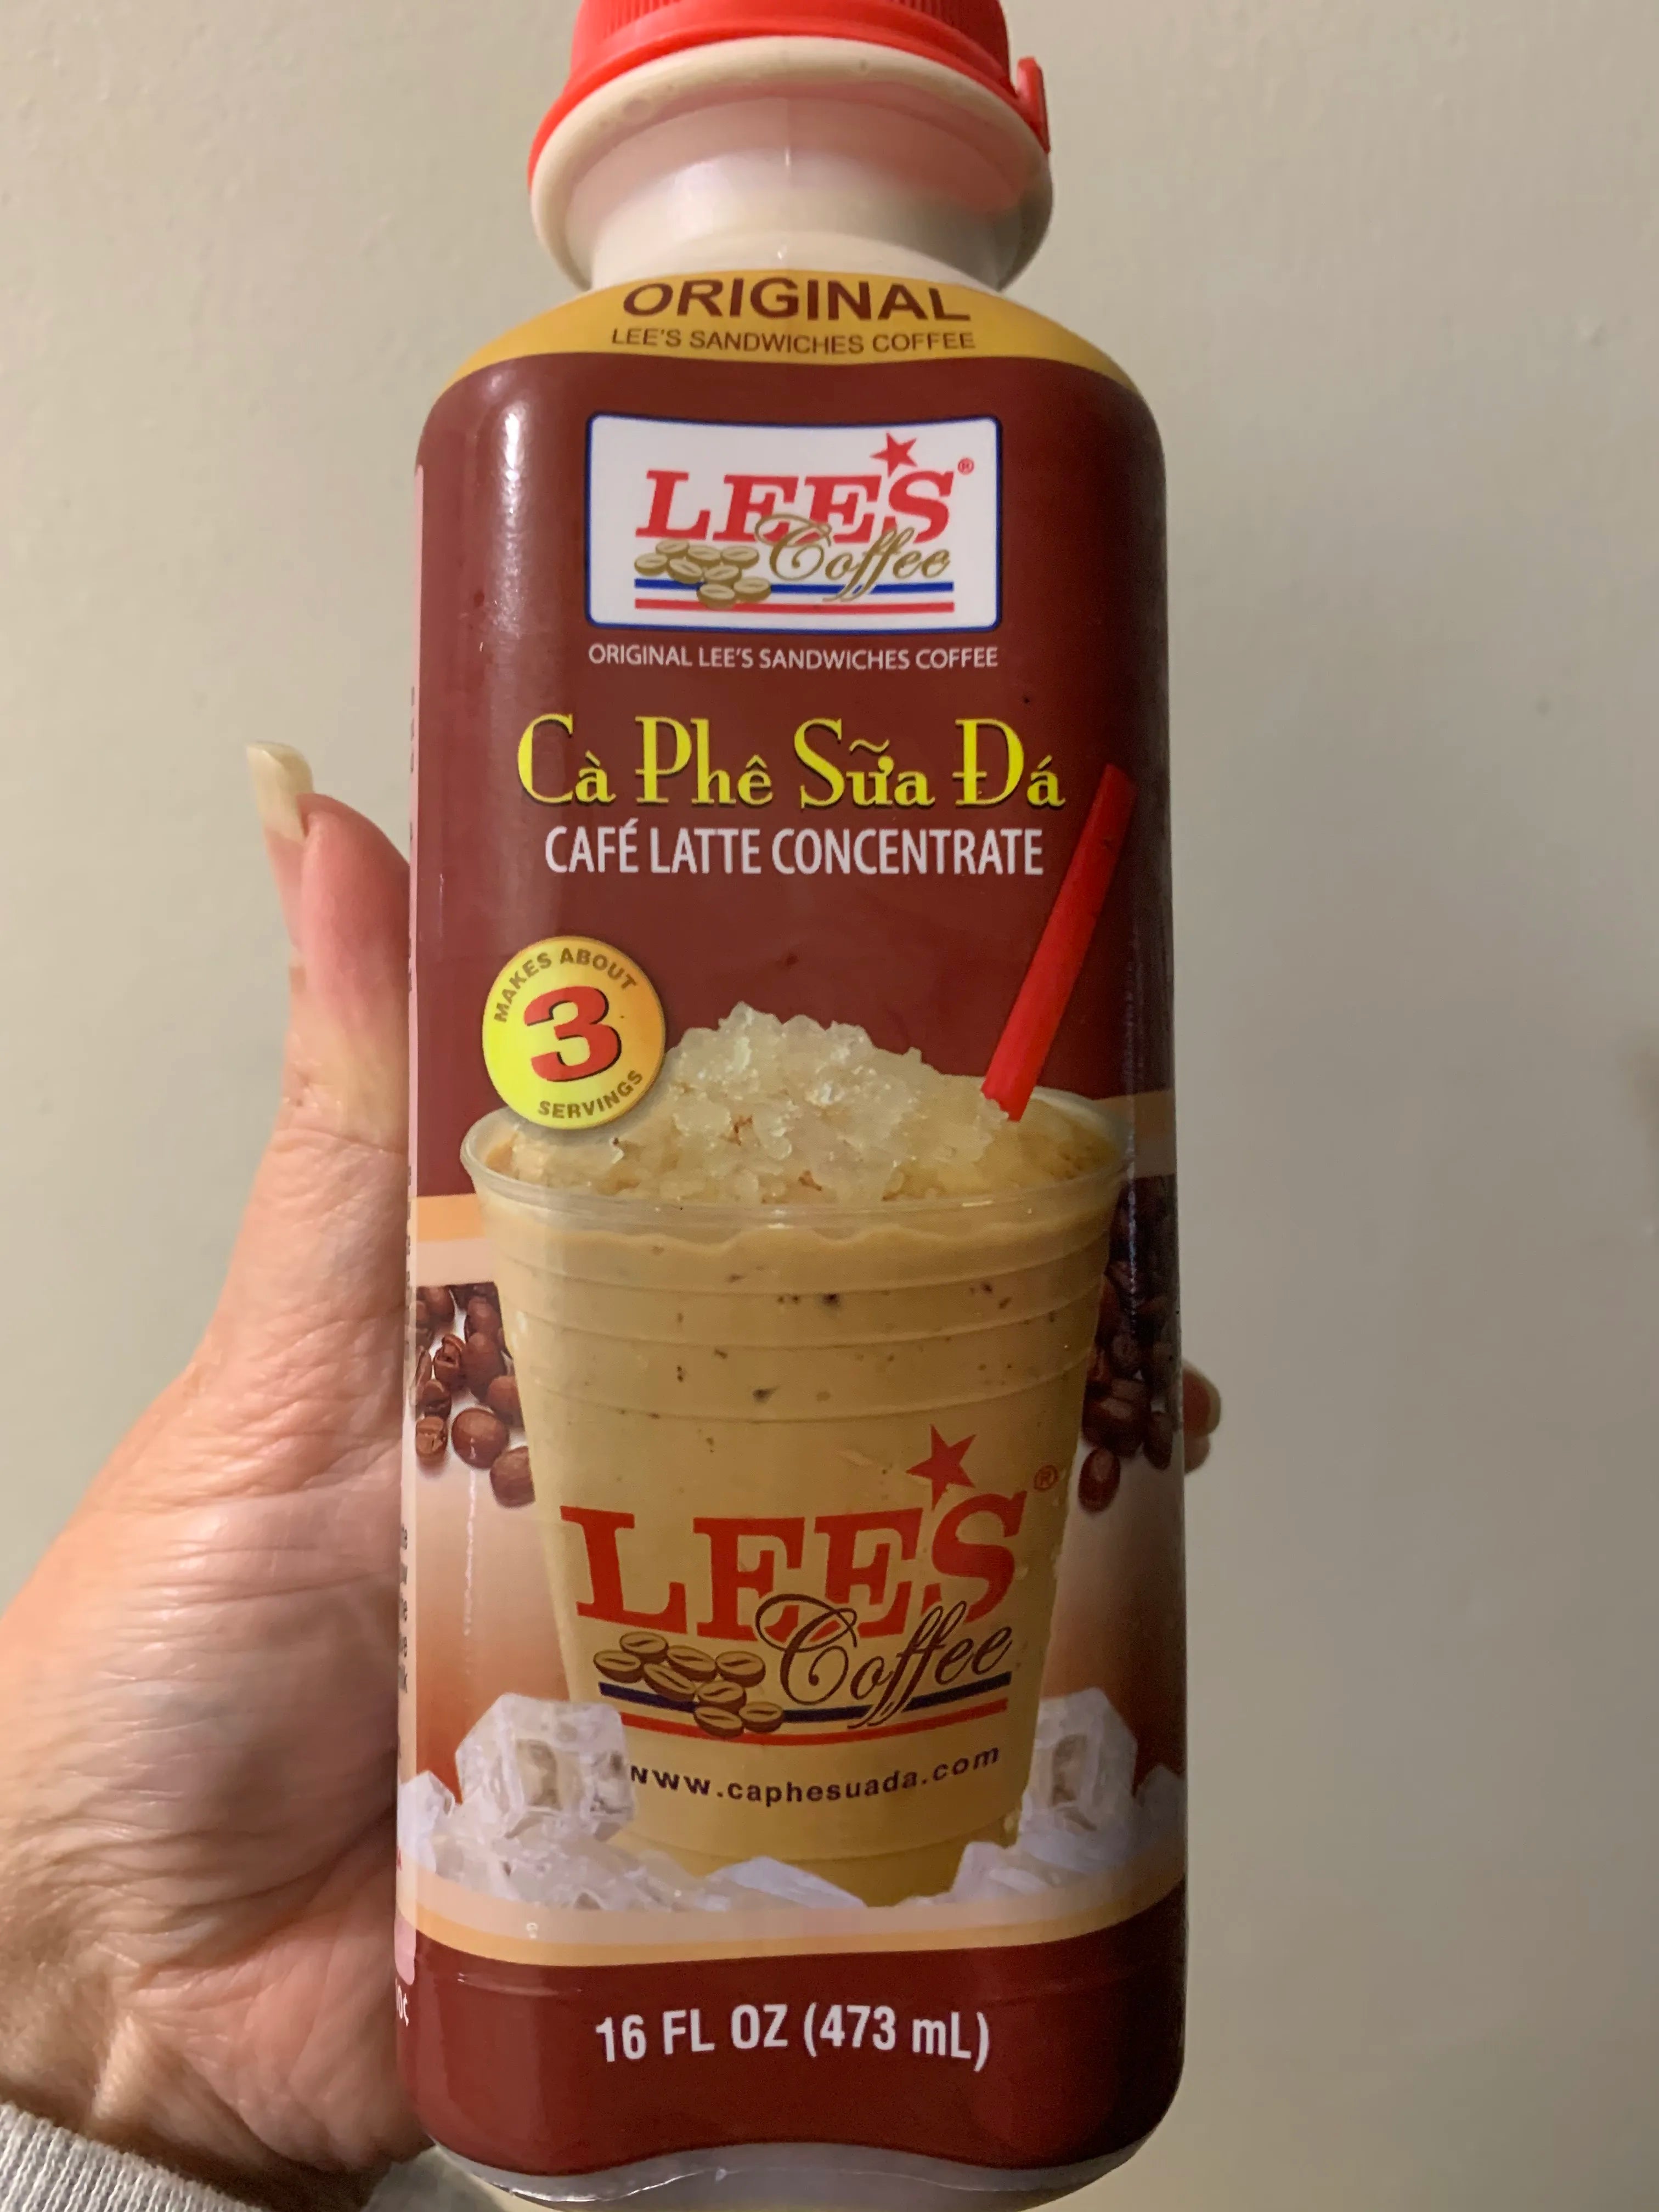 ORIGINAL
LEE'S SANDWICHES COFFEE
LEE'S®
Coffee
ORIGINAL LEE'S SANDWICHES COFFEE
Cà Phê Sữa Đá
CAFÉ LATTE CONCENTRATE
MAKES ABOUT
3
SERVINGS
LEE'S®
Coffee
www.caphesuada.com
16 FL OZ (473 mL)